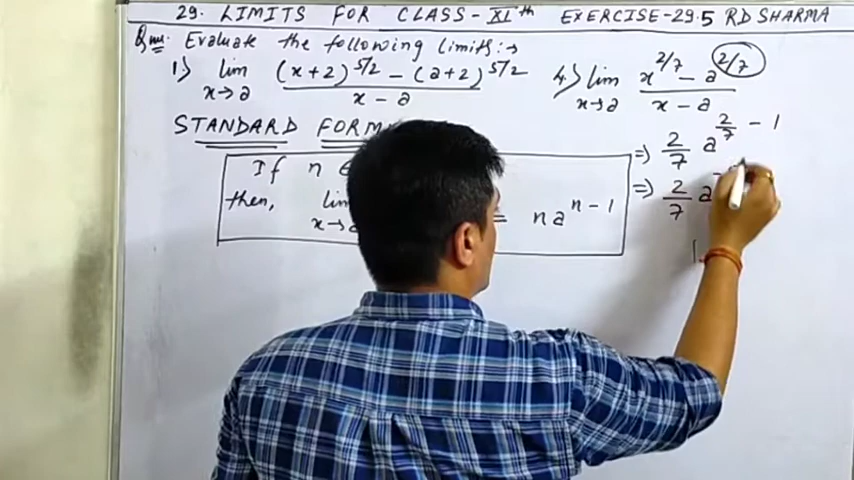 29. LIMITS FOR CLASS-XIth EXERCISE-29.5 RD SHARMA
Qns. Evaluate the following limits:→
1) lim x→a (x+2)^5/2 − (a+2)^5/2 / x−a
4) lim x→a x^2/7 − a^2/7 / x−a
STANDARD
If n
then, lim x→a = na^n−1
⇒ 2/7 a^2/7 − 1
⇒ 2/7 a